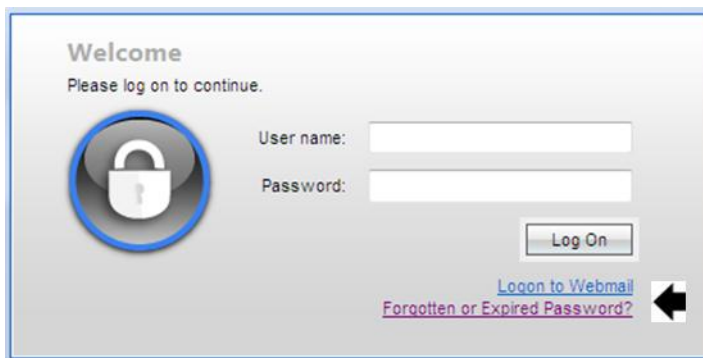 Welcome
Please log on to continue.
User name:
Password:
Log On
Logon to Webmail
Forgotten or Expired Password?